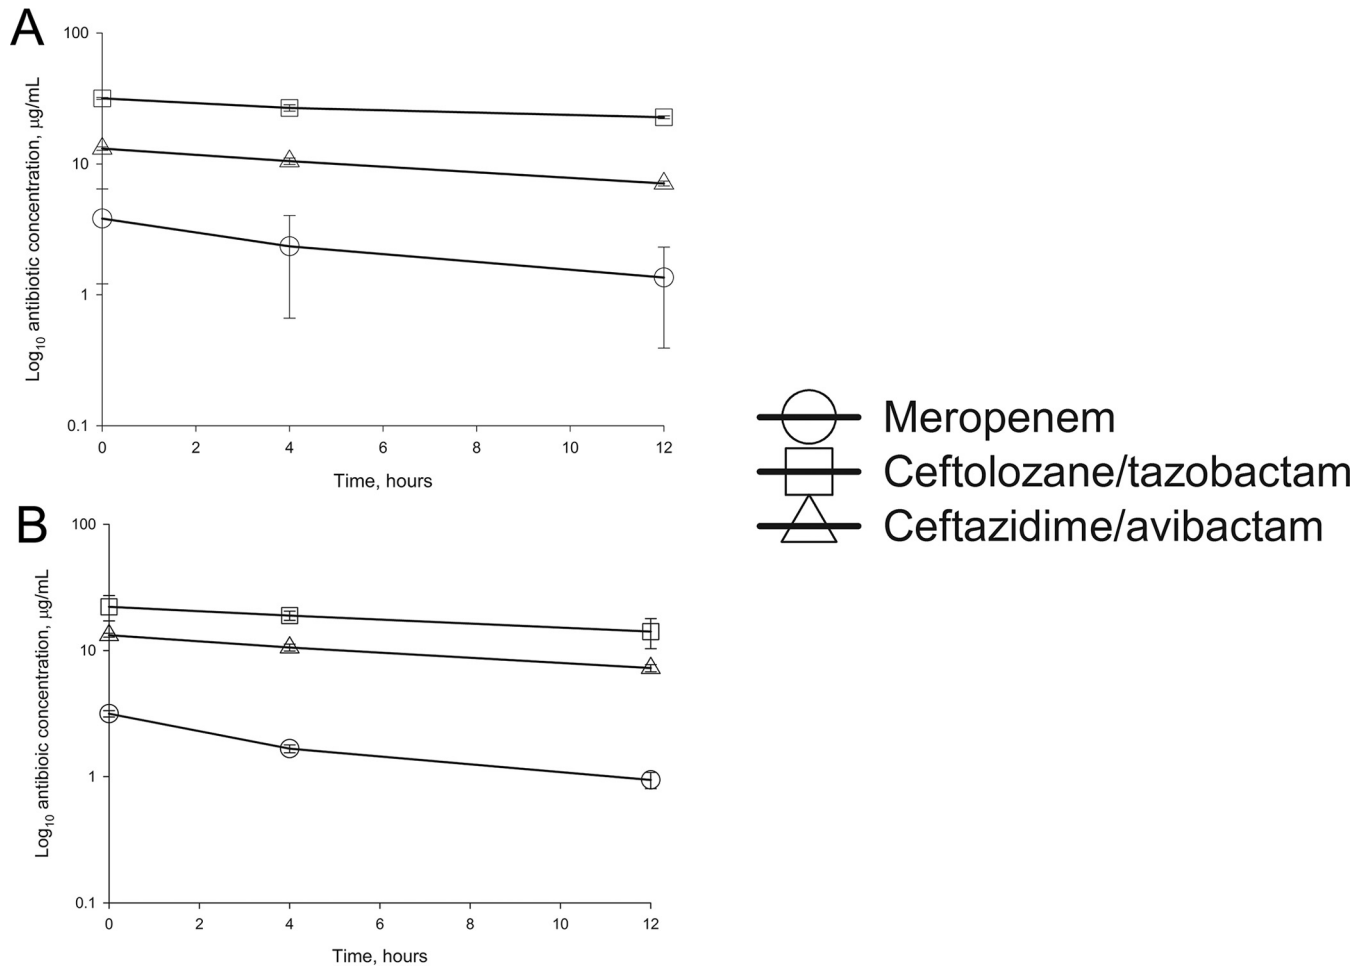 A
100
10
1
0.1
Log10 antibiotic concentration, μg/mL
0 2 4 6 8 10 12
Time, hours
Meropenem
Ceftolozane/tazobactam
Ceftazidime/avibactam
B
100
10
1
0.1
Log10 antibioic concentration, μg/mL
0 2 4 6 8 10 12
Time, hours